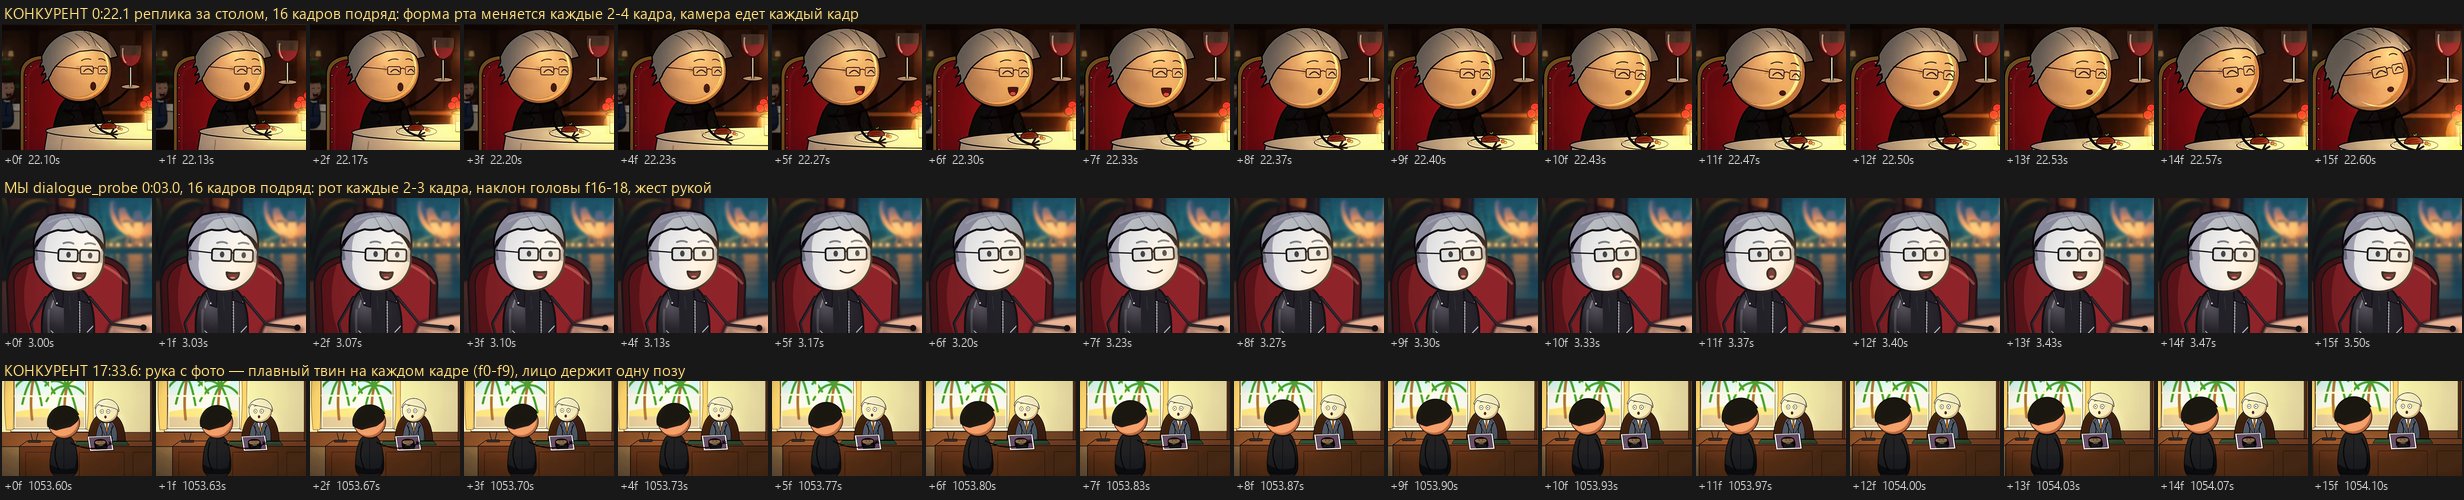 КОНКУРЕНТ 0:22.1 реплика за столом, 16 кадров подряд: форма рта меняется каждые 2-4 кадра, камера едет каждый кадр
+0f 22.10s +1f 22.13s +2f 22.17s +3f 22.20s +4f 22.23s +5f 22.27s +6f 22.30s +7f 22.33s +8f 22.37s +9f 22.40s +10f 22.43s +11f 22.47s +12f 22.50s +13f 22.53s +14f 22.57s +15f 22.60s
МЫ dialogue_probe 0:03.0, 16 кадров подряд: рот каждые 2-3 кадра, наклон головы f16-18, жест рукой
+0f 3.00s +1f 3.03s +2f 3.07s +3f 3.10s +4f 3.13s +5f 3.17s +6f 3.20s +7f 3.23s +8f 3.27s +9f 3.30s +10f 3.33s +11f 3.37s +12f 3.40s +13f 3.43s +14f 3.47s +15f 3.50s
КОНКУРЕНТ 17:33.6: рука с фото — плавный твин на каждом кадре (f0-f9), лицо держит одну позу
+0f 1053.60s +1f 1053.63s +2f 1053.67s +3f 1053.70s +4f 1053.73s +5f 1053.77s +6f 1053.80s +7f 1053.83s +8f 1053.87s +9f 1053.90s +10f 1053.93s +11f 1053.97s +12f 1054.00s +13f 1054.03s +14f 1054.07s +15f 1054.10s